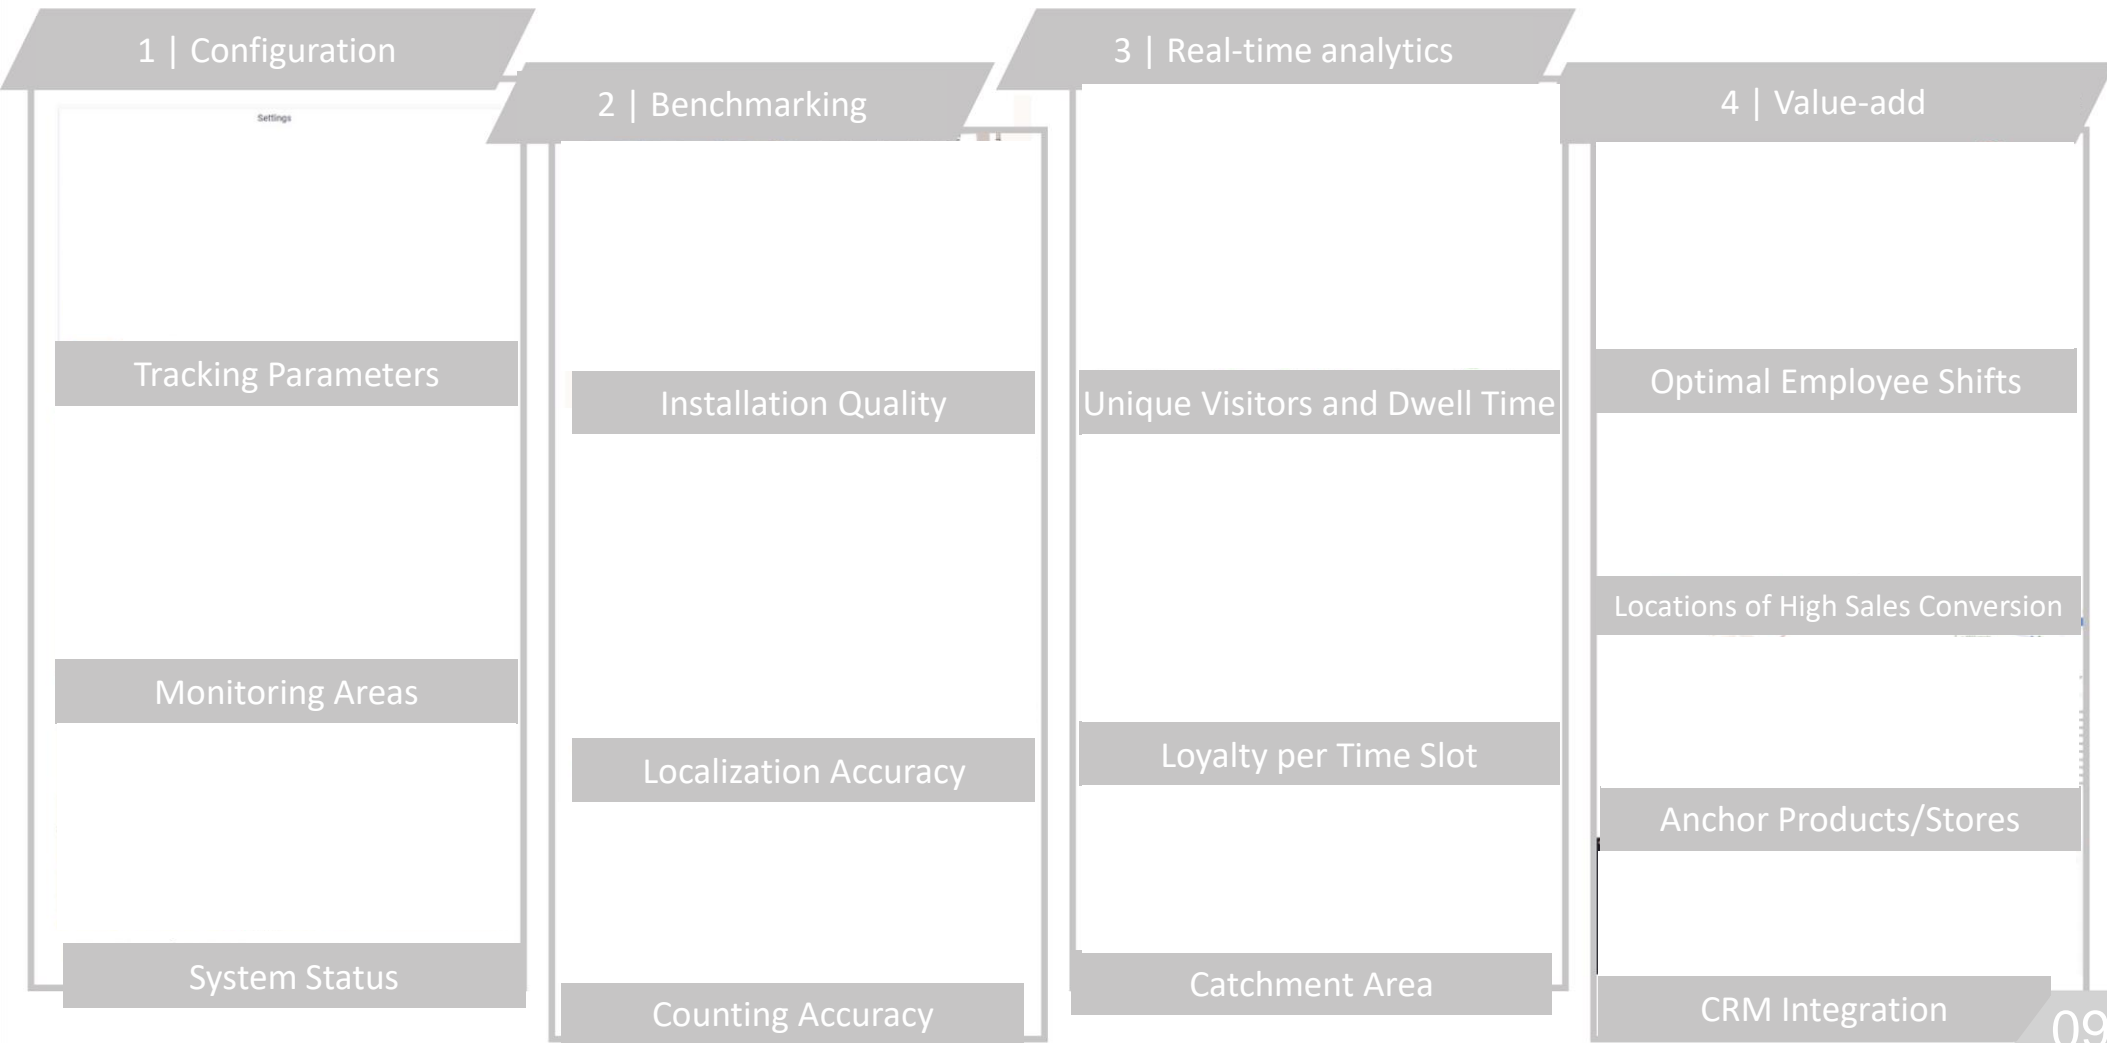 1 | Configuration
Settings
Tracking Parameters
Monitoring Areas
System Status
2 | Benchmarking
Installation Quality
Localization Accuracy
Counting Accuracy
3 | Real-time analytics
Unique Visitors and Dwell Time
Loyalty per Time Slot
Catchment Area
4 | Value-add
Optimal Employee Shifts
Locations of High Sales Conversion
Anchor Products/Stores
CRM Integration
09